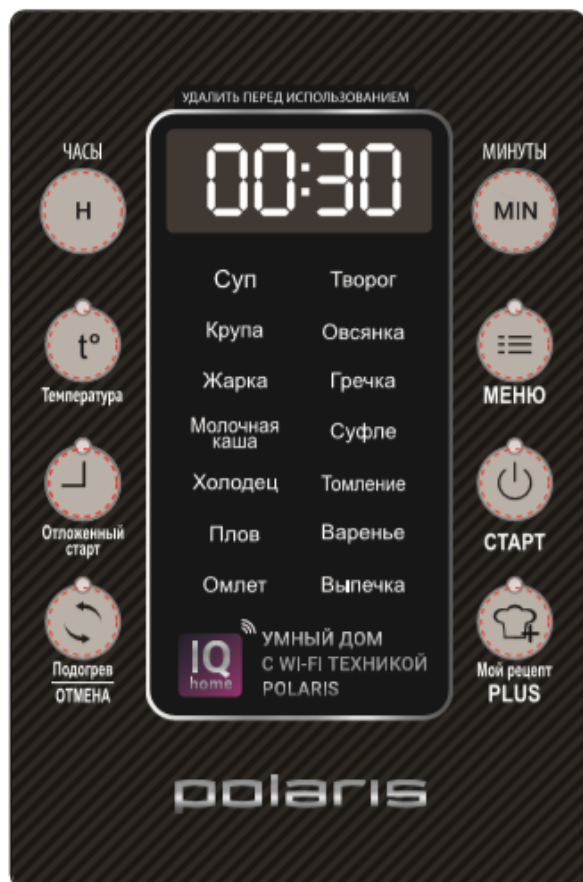 УДАЛИТЬ ПЕРЕД ИСПОЛЬЗОВАНИЕМ
ЧАСЫ
00:30
МИНУТЫ
H
MIN
Суп
Творог
Крупа
Овсянка
t°
Температура
МЕНЮ
Жарка
Гречка
Молочная
каша
Суфле
Холодец
Томление
Отложенный
старт
СТАРТ
Плов
Варенье
Омлет
Выпечка
Подогрев
ОТМЕНА
IQ
home
УМНЫЙ ДОМ
С WI-FI ТЕХНИКОЙ
POLARIS
Мой рецепт
PLUS
polaris